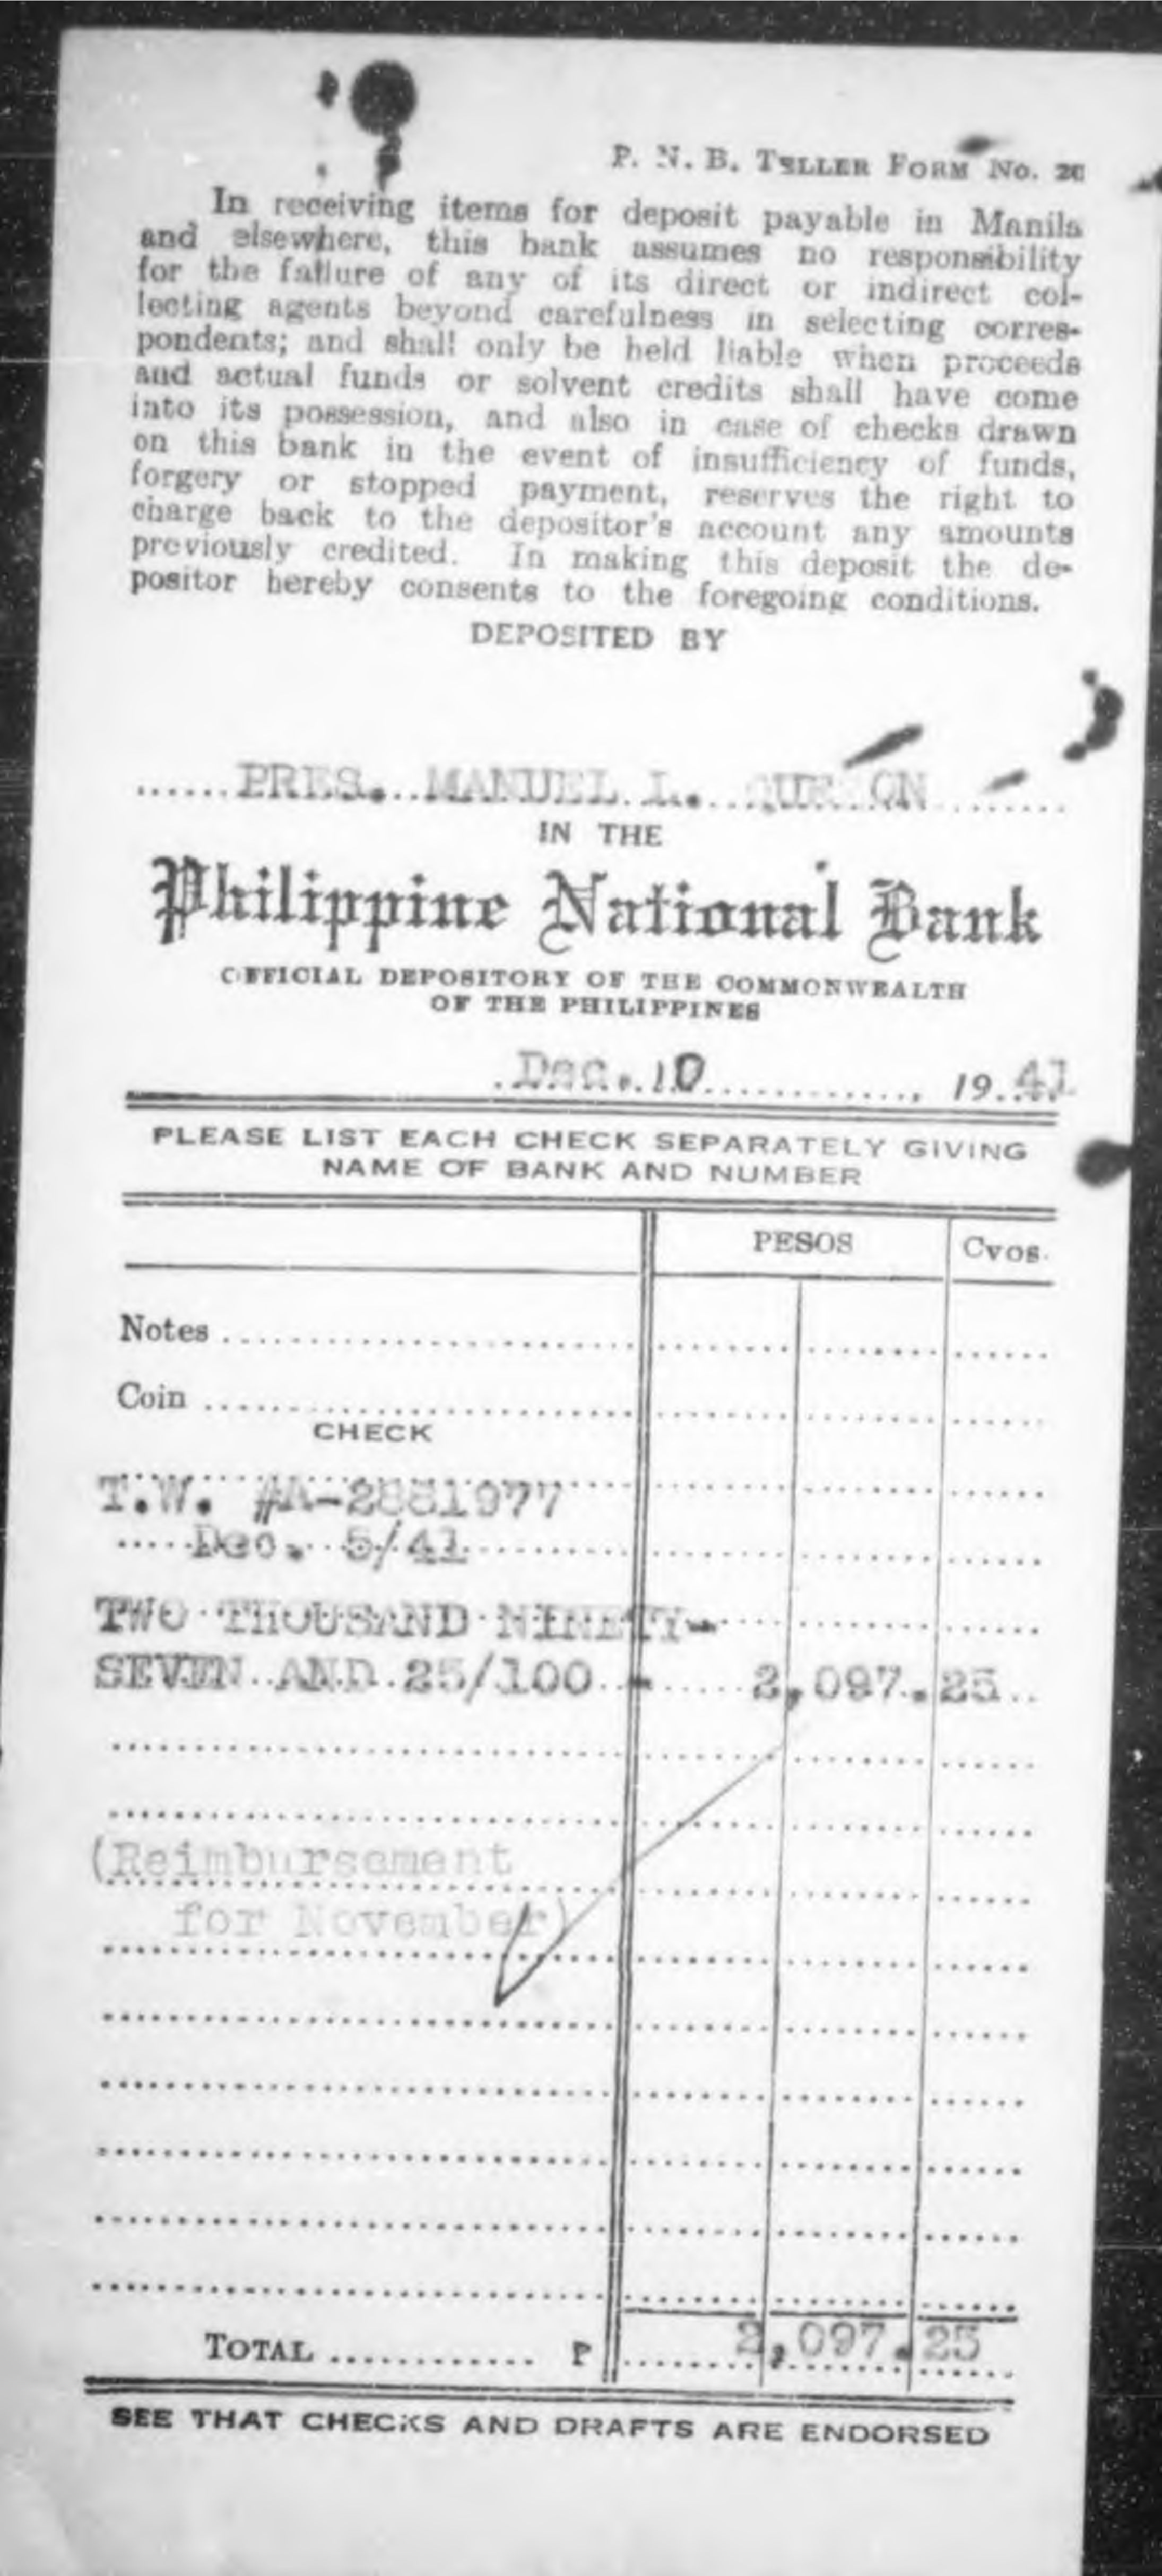 P. N. B. TELLER FORM No. 20
In receiving items for deposit payable in Manila
and elsewhere, this bank assumes no responsibility
for the failure of any of its direct or indirect col-
lecting agents beyond carefulness in selecting corres-
pondents; and shall only be held liable when proceeds
and actual funds or solvent credits shall have come
into its possession, and also in case of checks drawn
on this bank in the event of insufficiency of funds,
forgery or stopped payment, reserves the right to
charge back to the depositor's account any amounts
previously credited. In making this deposit the de-
positor hereby consents to the foregoing conditions.
DEPOSITED BY
PRES. MANUEL L. QUEZON
IN THE
Philippine National Bank
OFFICIAL DEPOSITORY OF THE COMMONWEALTH
OF THE PHILIPPINES
Dec. 10, 19 41
PLEASE LIST EACH CHECK SEPARATELY GIVING
NAME OF BANK AND NUMBER
PESOS Cvos.
Notes
Coin
CHECK
T.W. #A-2881977
Dec. 5/41
TWO THOUSAND NINETY-
SEVEN AND 25/100 - 2,097.25
(Reimbursement
for November)
TOTAL ............ P 2,097.25
SEE THAT CHECKS AND DRAFTS ARE ENDORSED